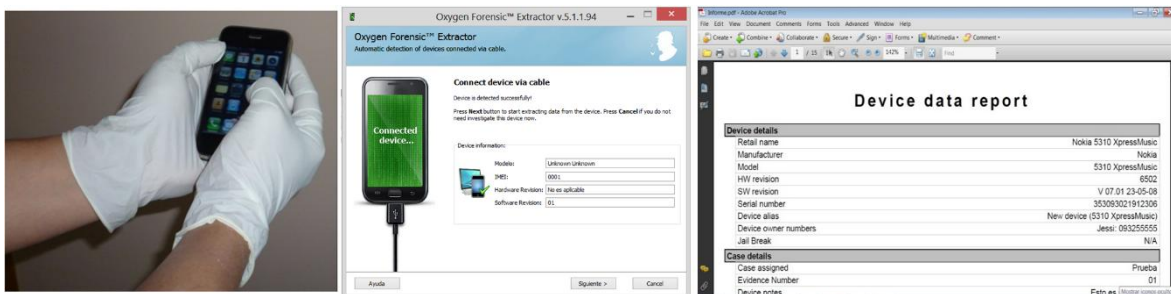 Oxygen Forensic™ Extractor v.5.1.1.94
Oxygen Forensic™ Extractor
Automatic detection of devices connected via cable.
Connect device via cable
Device is detected successfully!
Press Next button to start extracting data from the device. Press Cancel if you do not
need investigate this device now.
Connected
device...
Device information:
Modelo: Unknown Unknown
IMEI: 0001
Hardware Revision: No es aplicable
Software Revision: 01
Ayuda Siguiente > Cancel
Informe.pdf - Adobe Acrobat Pro
File Edit View Document Comments Forms Tools Advanced Window Help
Create Combine Collaborate Secure Sign Forms Multimedia Comment
1 / 15 142% Find
Device data report
Device details
Retail name Nokia 5310 XpressMusic
Manufacturer Nokia
Model 5310 XpressMusic
HW revision 6502
SW revision V 07.01 23-05-08
Serial number 353093021912306
Device alias New device (5310 XpressMusic)
Device owner numbers Jessi: 093255555
Jail Break N/A
Case details
Case assigned Prueba
Evidence Number 01
Device notes Esto es